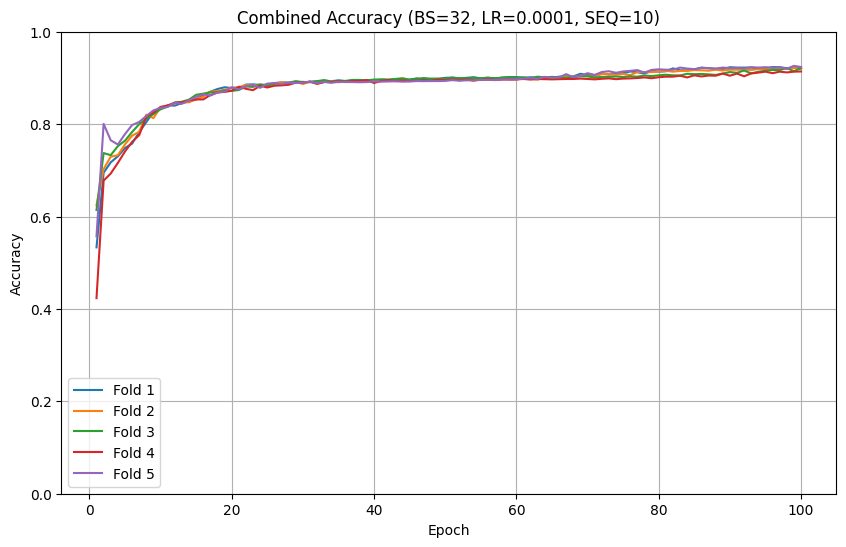 Combined Accuracy (BS=32, LR=0.0001, SEQ=10)
1.0
0.8
0.6
0.4
0.2
0.0
Accuracy
Fold 1
Fold 2
Fold 3
Fold 4
Fold 5
0 20 40 60 80 100
Epoch